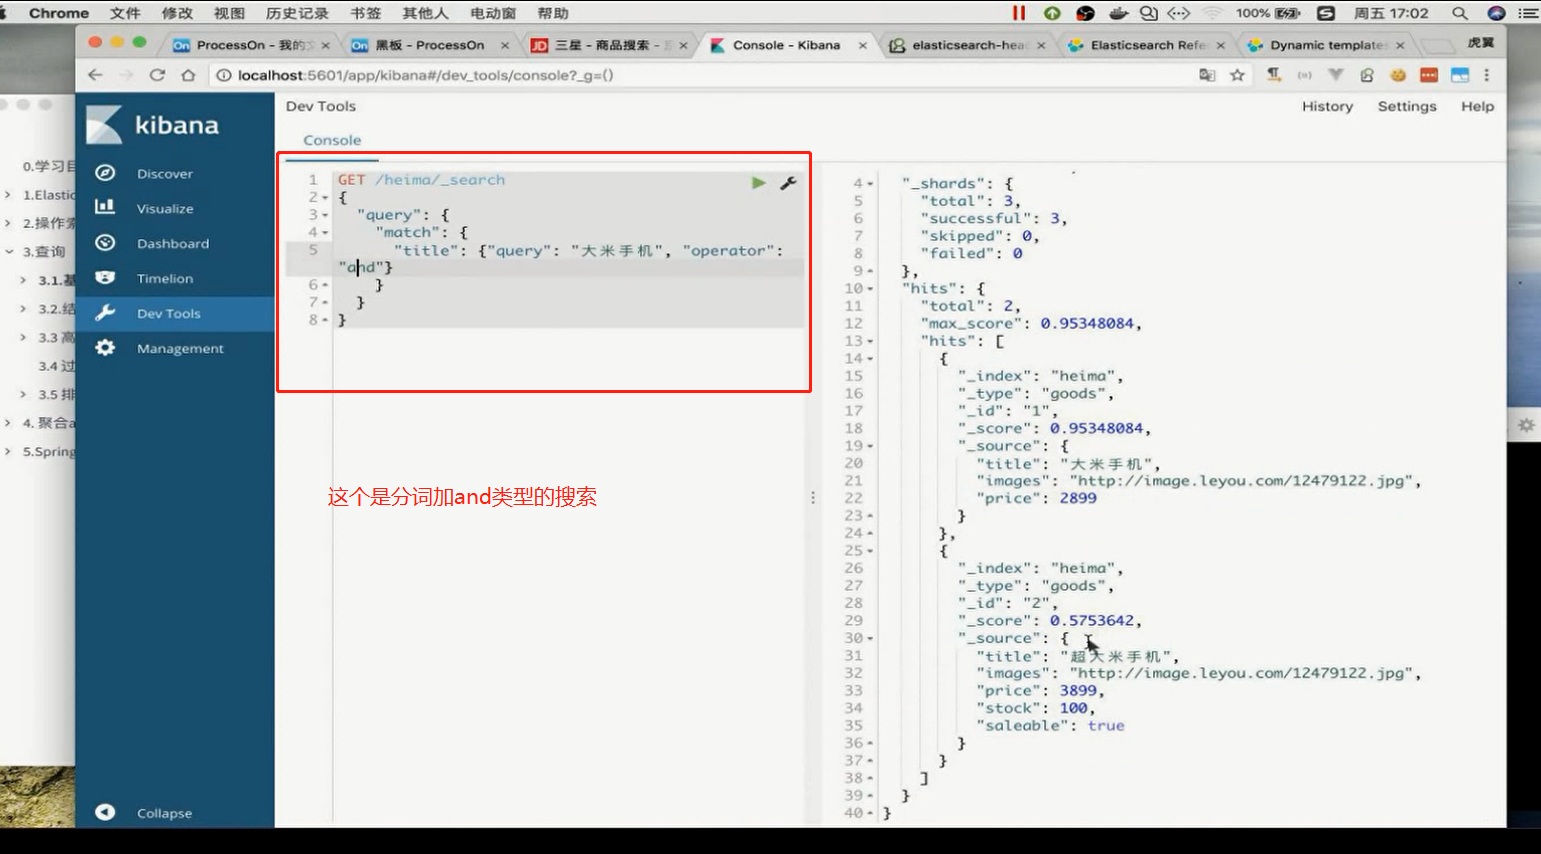 Chrome 文件 修改 视图 历史记录 书签 其他人 电动窗 帮助 100% 周五 17:02
ProcessOn - 我的文 黑板 - ProcessOn 三星 - 商品搜索 - Console - Kibana elasticsearch-hea Elasticsearch Refe Dynamic template 虎翼
localhost:5601/app/kibana#/dev_tools/console?_g=()
0.学习目
1.Elastic
2.操作索
3.查询
3.1.基
3.2.结
3.3 高
3.4 过
3.5 排
4. 聚合a
5.Spring
kibana
Discover
Visualize
Dashboard
Timelion
Dev Tools
Management
Collapse
Dev Tools
History Settings Help
Console
1 GET /heima/_search
2 {
3 "query": {
4 "match": {
5 "title": {"query": "大米手机", "operator":
"and"}
6 }
7 }
8 }
这个是分词加and类型的搜索
4 "_shards": {
5 "total": 3,
6 "successful": 3,
7 "skipped": 0,
8 "failed": 0
9 },
10 "hits": {
11 "total": 2,
12 "max_score": 0.95348084,
13 "hits": [
14 {
15 "_index": "heima",
16 "_type": "goods",
17 "_id": "1",
18 "_score": 0.95348084,
19 "_source": {
20 "title": "大米手机",
21 "images": "http://image.leyou.com/12479122.jpg",
22 "price": 2899
23 }
24 },
25 {
26 "_index": "heima",
27 "_type": "goods",
28 "_id": "2",
29 "_score": 0.5753642,
30 "_source": {
31 "title": "超大米手机",
32 "images": "http://image.leyou.com/12479122.jpg",
33 "price": 3899,
34 "stock": 100,
35 "saleable": true
36 }
37 }
38 ]
39 }
40 }